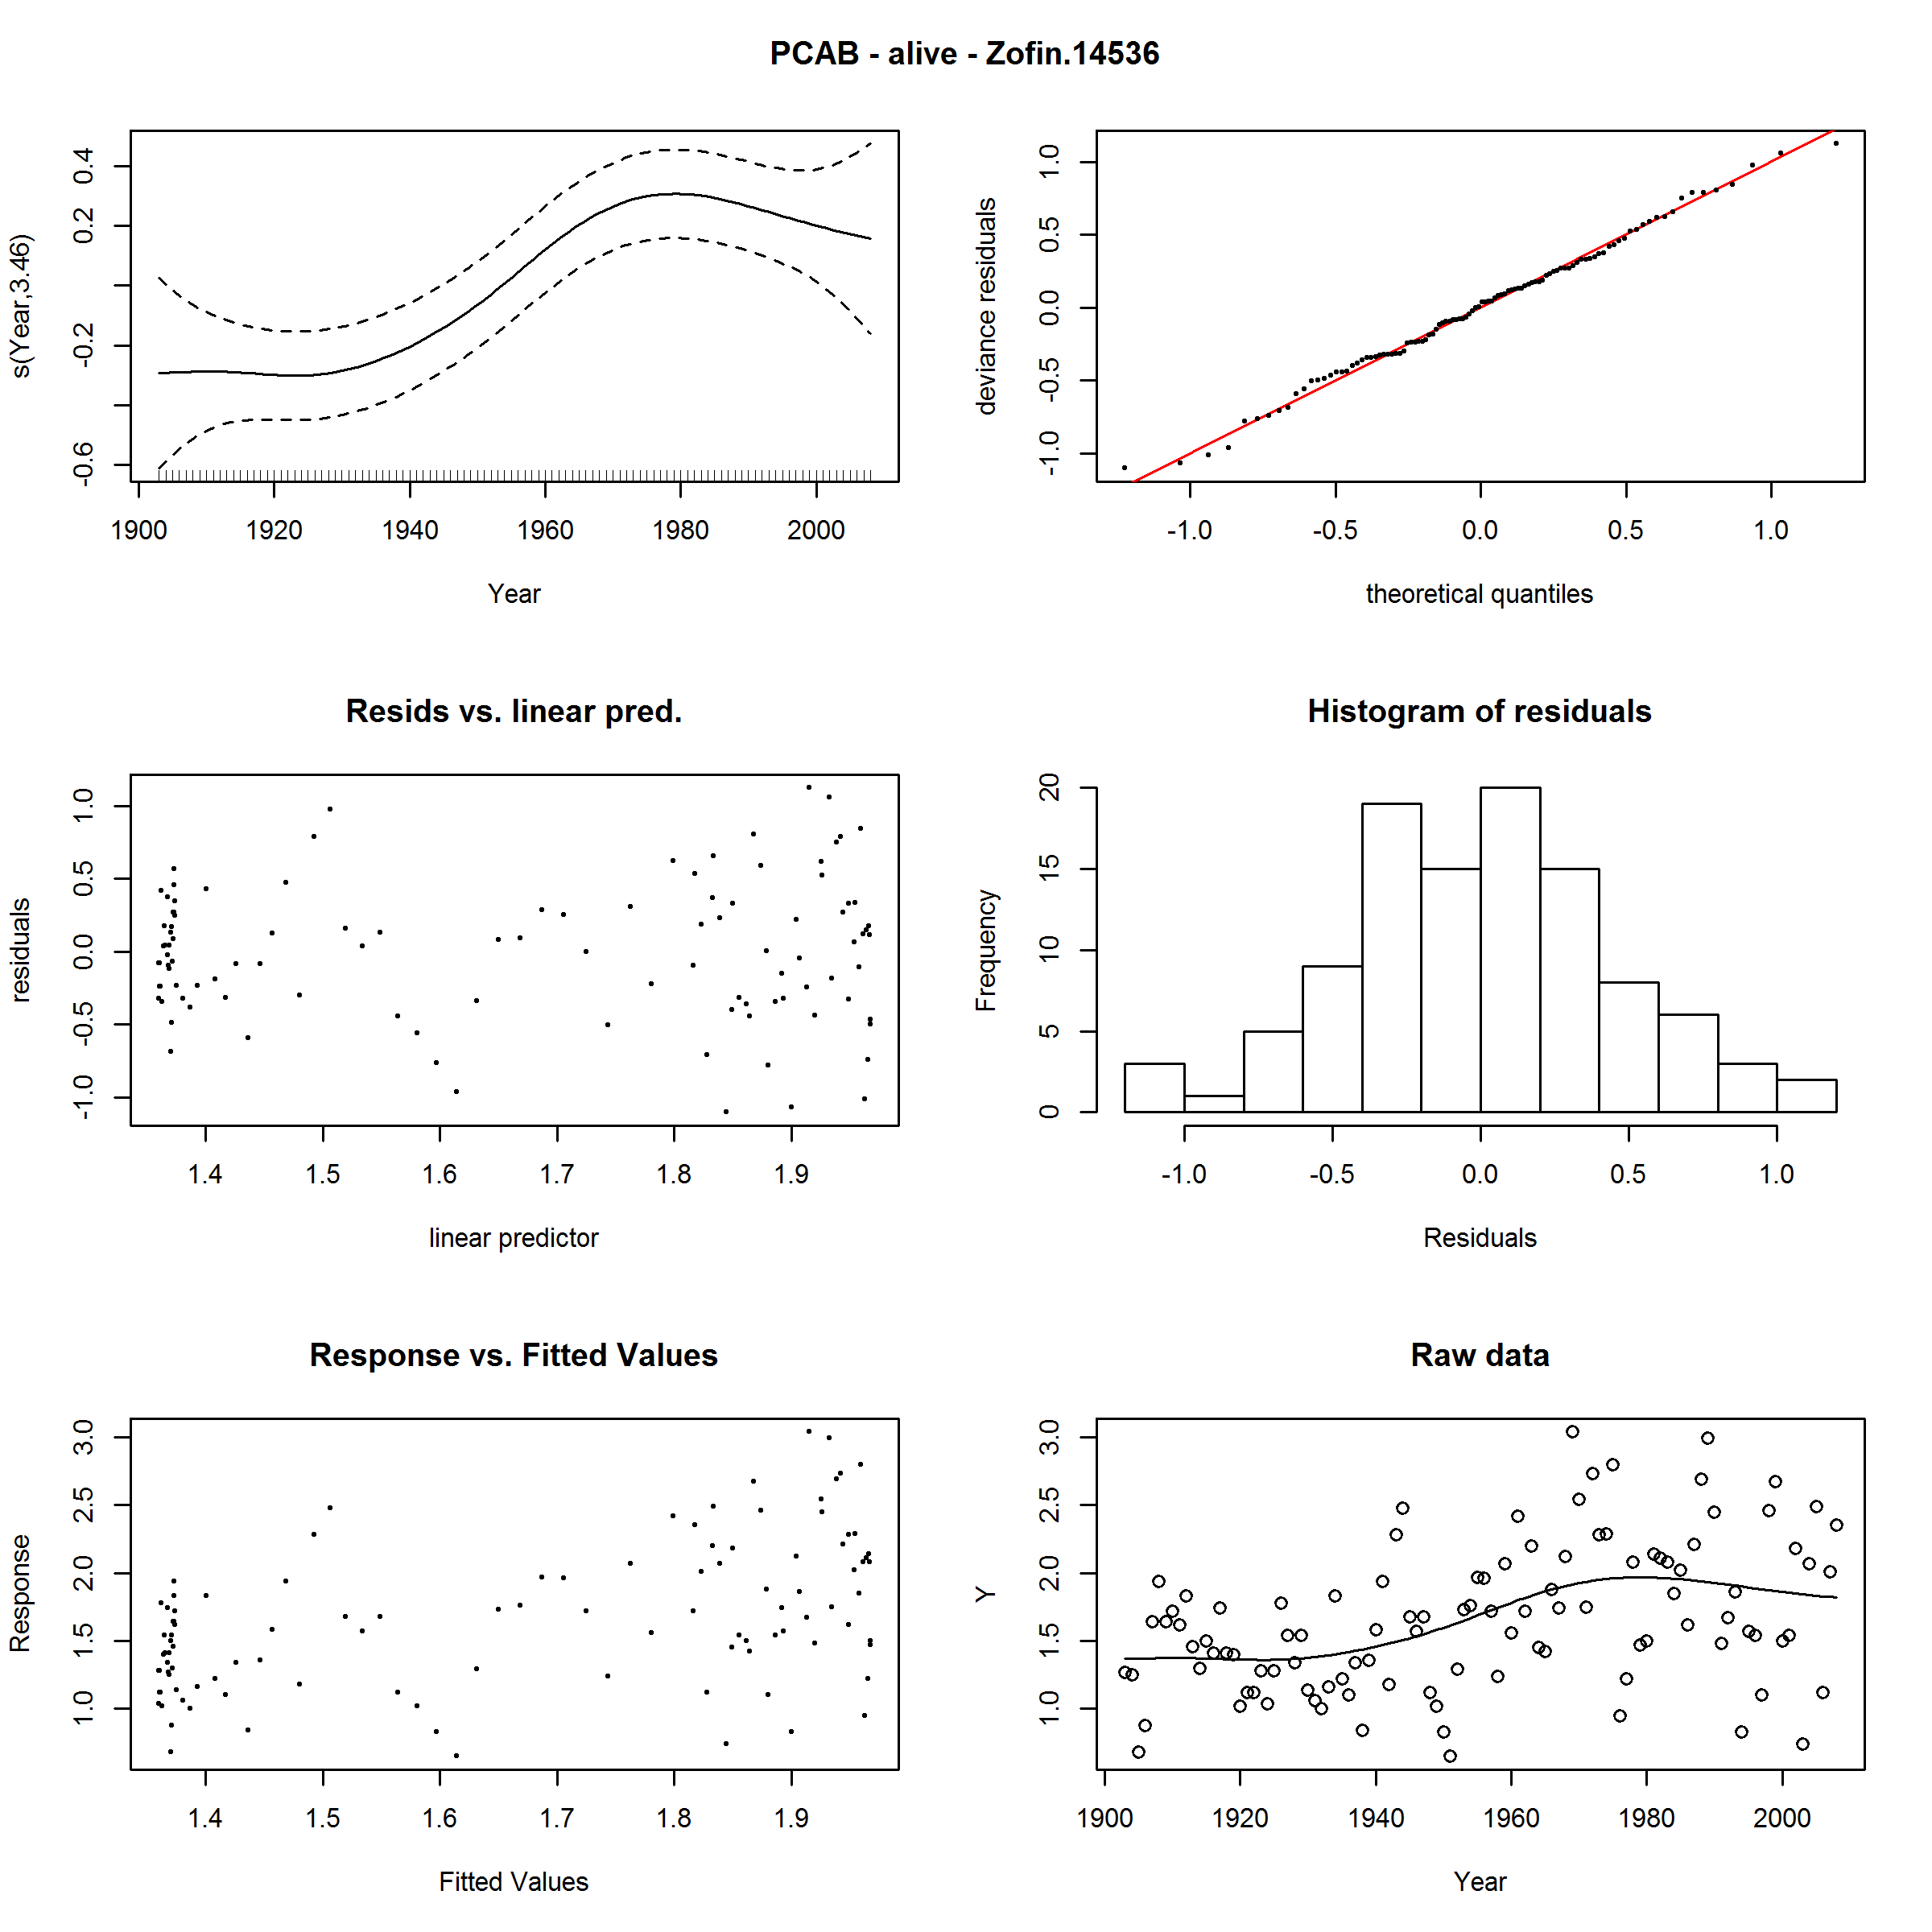 PCAB - alive - Zofin.14536
s(Year,3.46)
-0.6 -0.2 0.2 0.4
1900 1920 1940 1960 1980 2000
Year
deviance residuals
-1.0 -0.5 0.0 0.5 1.0
-1.0 -0.5 0.0 0.5 1.0
theoretical quantiles
Resids vs. linear pred.
residuals
-1.0 -0.5 0.0 0.5 1.0
1.4 1.5 1.6 1.7 1.8 1.9
linear predictor
Histogram of residuals
Frequency
0 5 10 15 20
-1.0 -0.5 0.0 0.5 1.0
Residuals
Response vs. Fitted Values
Response
1.0 1.5 2.0 2.5 3.0
1.4 1.5 1.6 1.7 1.8 1.9
Fitted Values
Raw data
Y
1.0 1.5 2.0 2.5 3.0
1900 1920 1940 1960 1980 2000
Year